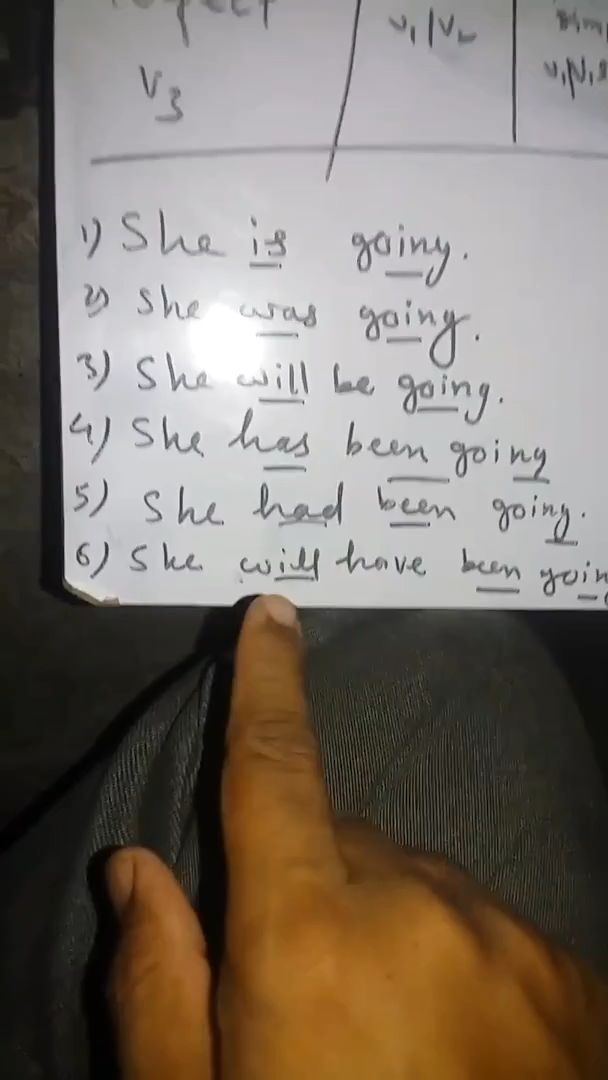 V1/V2
V3
1) She is going.
2) She was going.
3) She will be going.
4) She has been going
5) She had been going.
6) She will have been goin